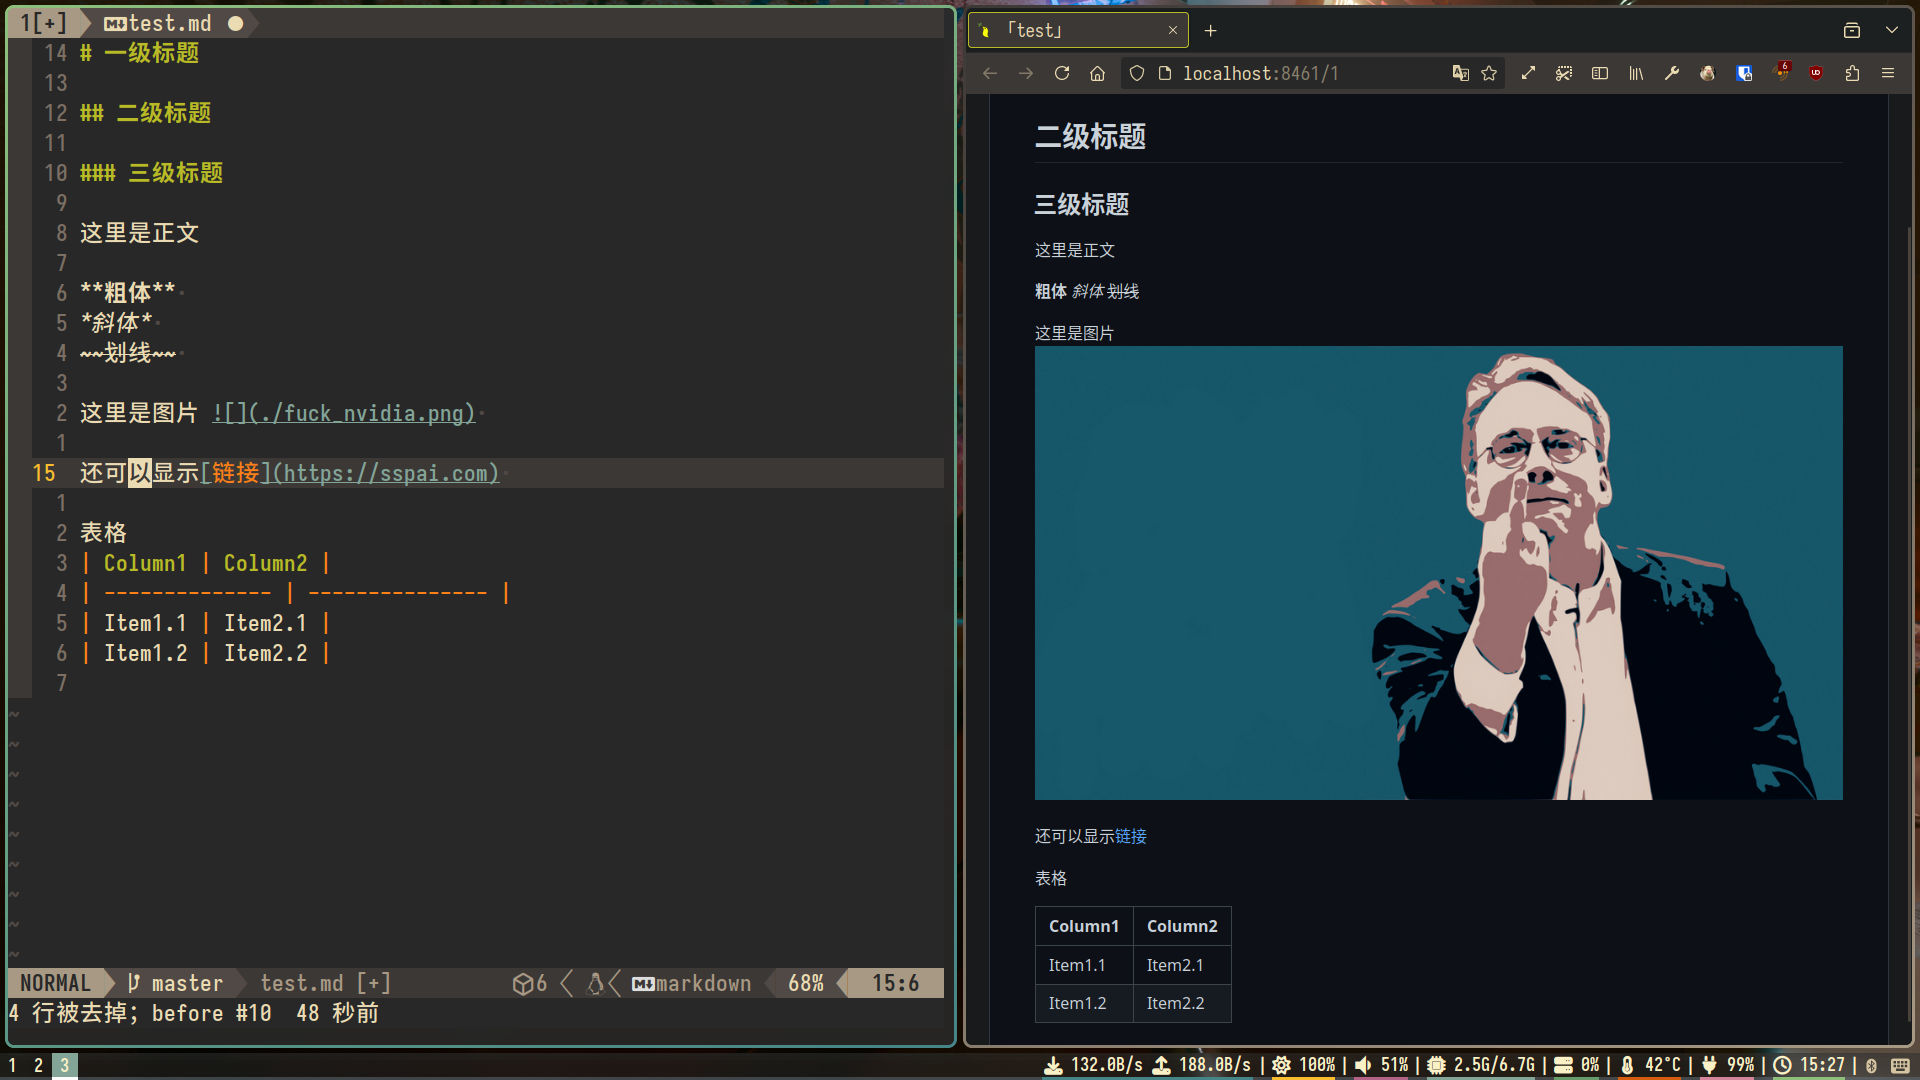 1[+] test.md
14 # 一级标题
13
12 ## 二级标题
11
10 ### 三级标题
9
8 这里是正文
7
6 **粗体**
5 *斜体*
4 ~~划线~~
3
2 这里是图片 ![](./fuck_nvidia.png)
1
15 还可以显示[链接](https://sspai.com)
1
2 表格
3 | Column1 | Column2 |
4 | -------------- | --------------- |
5 | Item1.1 | Item2.1 |
6 | Item1.2 | Item2.2 |
7
~
~
~
~
~
~
~
~
~
NORMAL master test.md [+] 6 markdown 68% 15:6
4 行被去掉；before #10 48 秒前
「test」
localhost:8461/1
6
二级标题
三级标题
这里是正文
粗体 斜体 划线
这里是图片
还可以显示链接
表格
Column1 Column2
Item1.1 Item2.1
Item1.2 Item2.2
1 2 3
132.0B/s 188.0B/s | 100% | 51% | 2.5G/6.7G | 0% | 42°C | 99% | 15:27 |